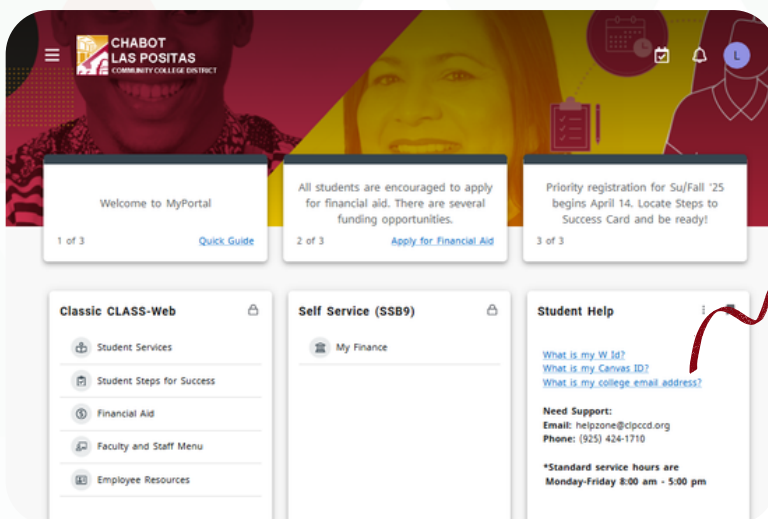 CHABOT
LAS POSITAS
COMMUNITY COLLEGE DISTRICT
L
Welcome to MyPortal
1 of 3
Quick Guide
All students are encouraged to apply
for financial aid. There are several
funding opportunities.
2 of 3
Apply for Financial Aid
Priority registration for Su/Fall '25
begins April 14. Locate Steps to
Success Card and be ready!
3 of 3
Classic CLASS-Web
Student Services
Student Steps for Success
Financial Aid
Faculty and Staff Menu
Employee Resources
Self Service (SSB9)
My Finance
Student Help
What is my W Id?
What is my Canvas ID?
What is my college email address?
Need Support:
Email: helpzone@clpccd.org
Phone: (925) 424-1710
*Standard service hours are
Monday-Friday 8:00 am - 5:00 pm